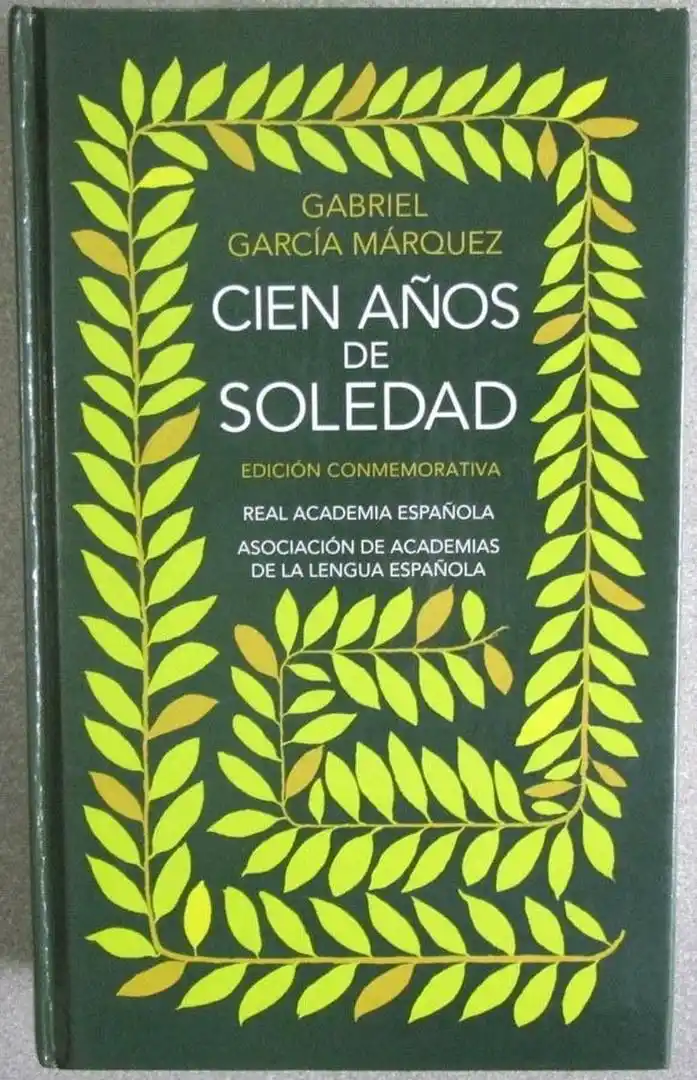 GABRIEL
GARCÍA MÁRQUEZ
CIEN AÑOS
DE
SOLEDAD
EDICIÓN CONMEMORATIVA
REAL ACADEMIA ESPAÑOLA
ASOCIACIÓN DE ACADEMIAS
DE LA LENGUA ESPAÑOLA